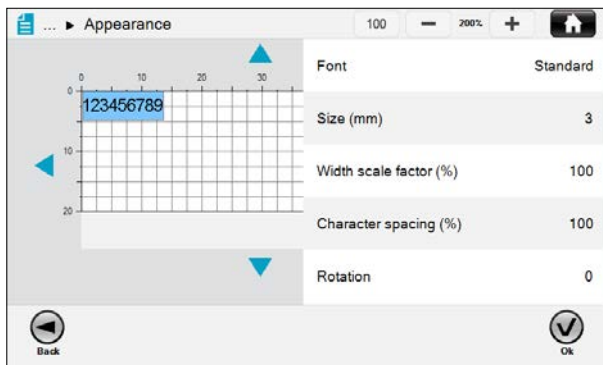 ... ► Appearance 100 − 200% +
0 10 20 30
0
123456789
10
20
Font Standard
Size (mm) 3
Width scale factor (%) 100
Character spacing (%) 100
Rotation 0
Back Ok